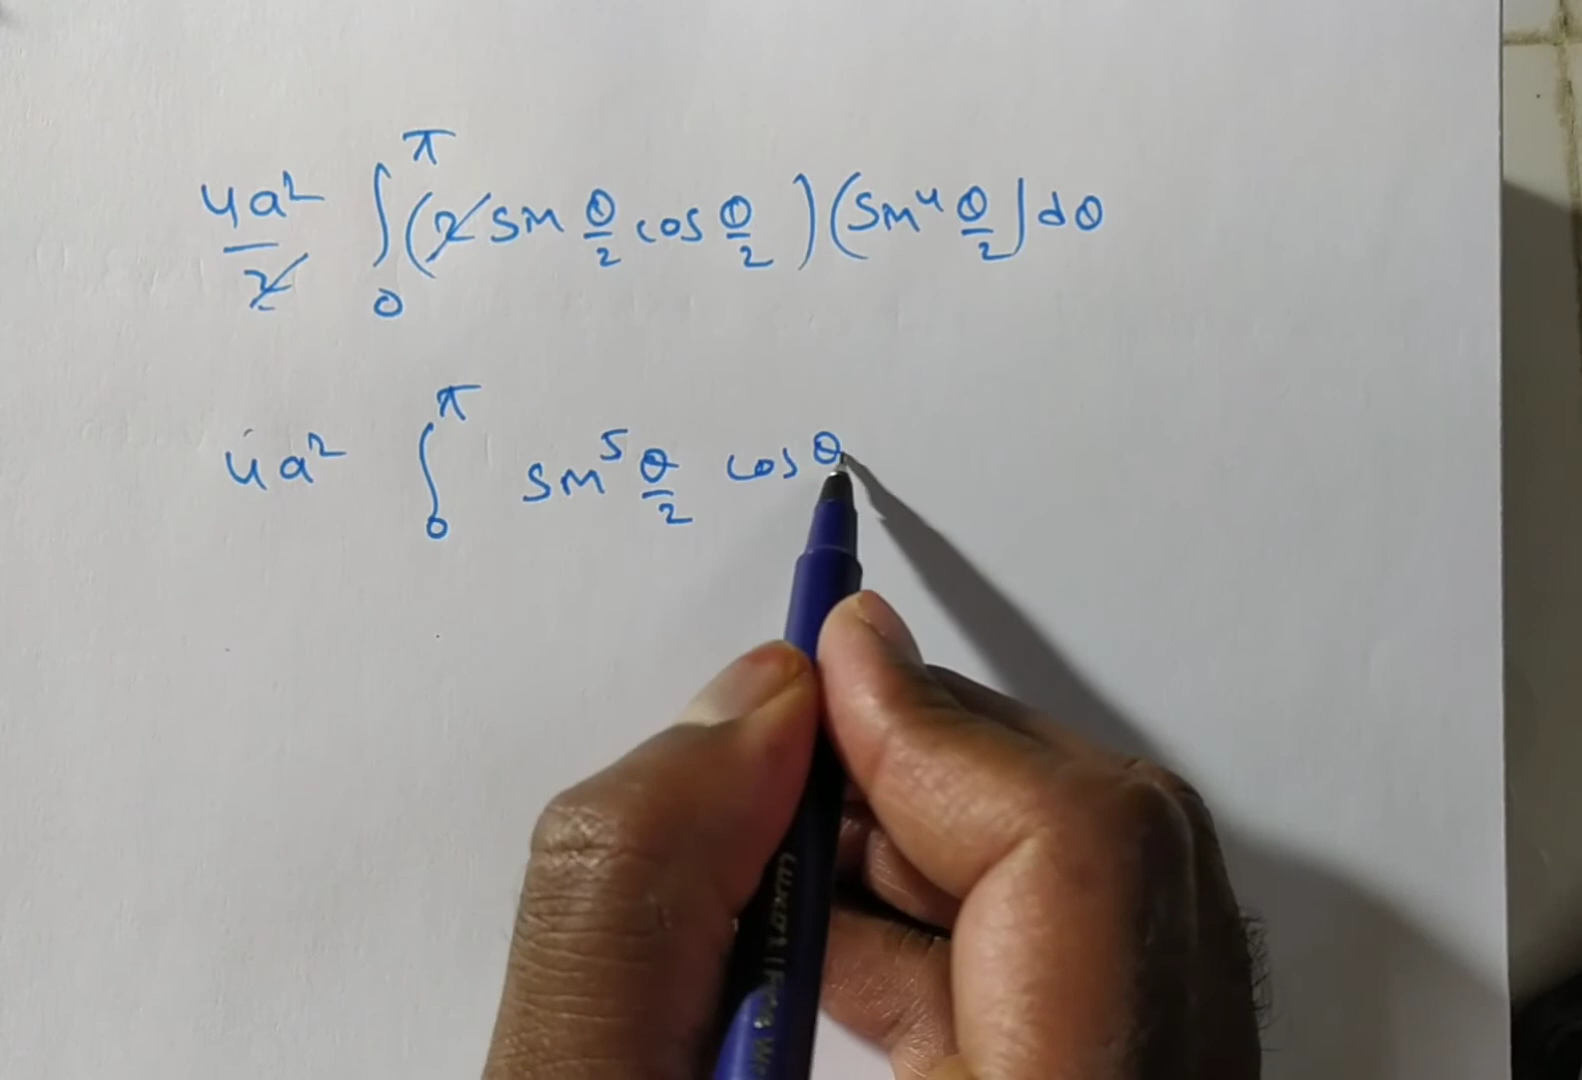 4a²/2 ∫₀^π (2 sin θ/2 cos θ/2) (sin⁴ θ/2) dθ
4a² ∫₀^π sin⁵ θ/2 cos θ